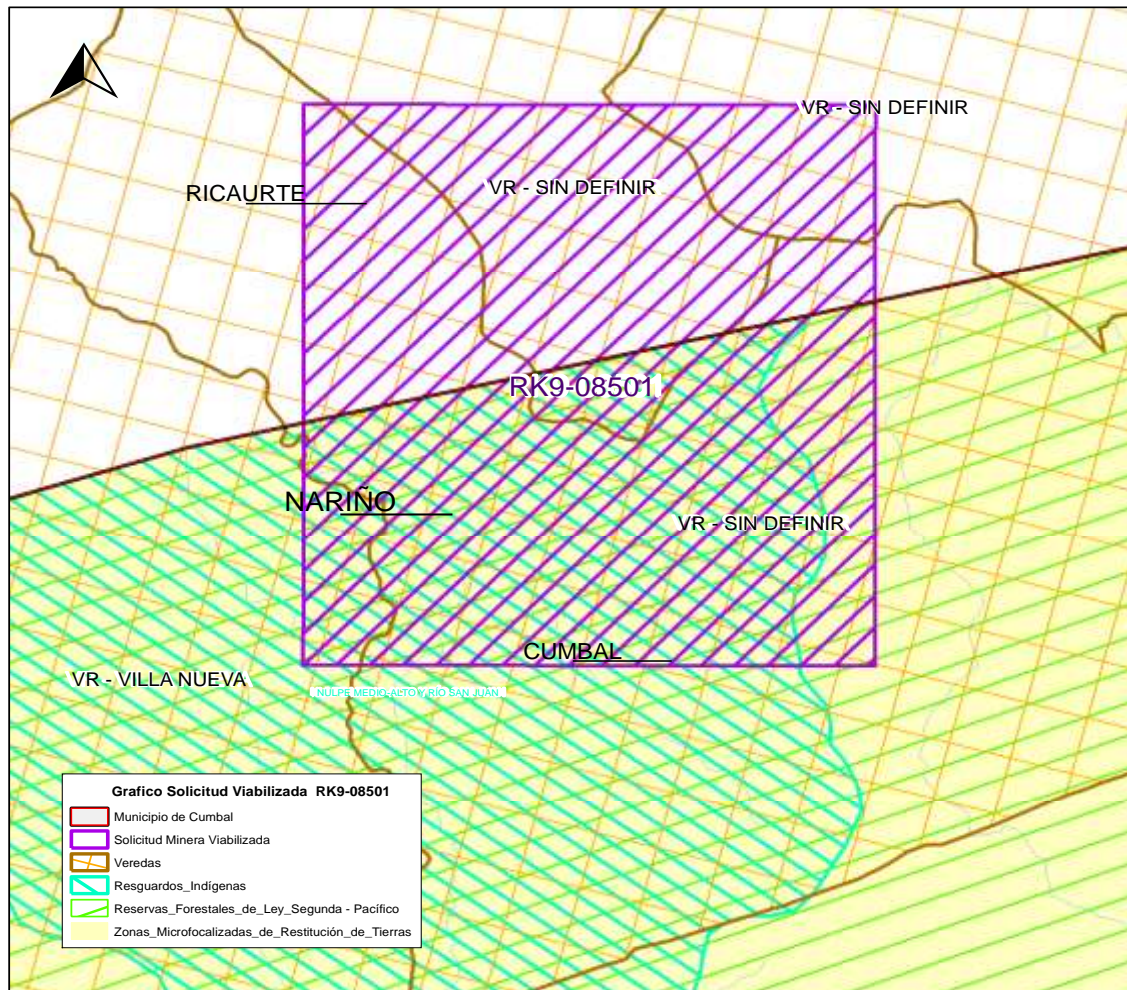 VR - SIN DEFINIR
VR - SIN DEFINIR
RICAURTE
RK9-08501
NARIÑO
VR - SIN DEFINIR
CUMBAL
VR - VILLA NUEVA
NULPE MEDIO-ALTO Y RÍO SAN JUAN
Grafico Solicitud Viabilizada RK9-08501
Municipio de Cumbal
Solicitud Minera Viabilizada
Veredas
Resguardos_Indígenas
Reservas_Forestales_de_Ley_Segunda - Pacífico
Zonas_Microfocalizadas_de_Restitución_de_Tierras